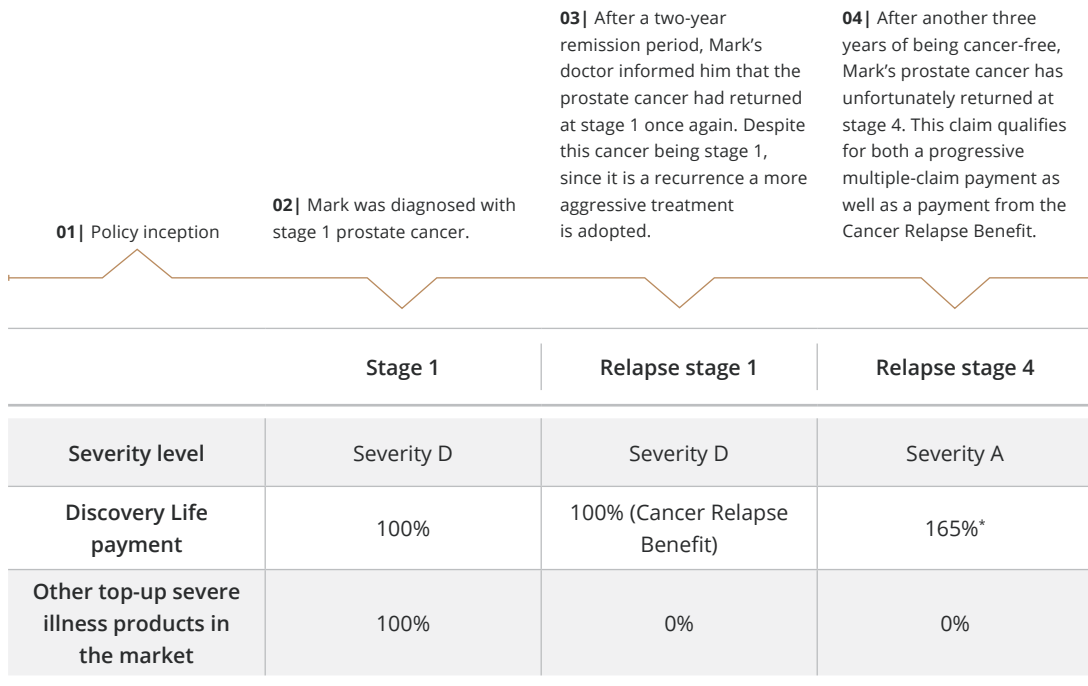 01| Policy inception
02| Mark was diagnosed with
stage 1 prostate cancer.
03| After a two-year
remission period, Mark’s
doctor informed him that the
prostate cancer had returned
at stage 1 once again. Despite
this cancer being stage 1,
since it is a recurrence a more
aggressive treatment
is adopted.
04| After another three
years of being cancer-free,
Mark’s prostate cancer has
unfortunately returned at
stage 4. This claim qualifies
for both a progressive
multiple-claim payment as
well as a payment from the
Cancer Relapse Benefit.
Stage 1
Relapse stage 1
Relapse stage 4
Severity level
Severity D
Severity D
Severity A
Discovery Life
payment
100%
100% (Cancer Relapse
Benefit)
165%*
Other top-up severe
illness products in
the market
100%
0%
0%